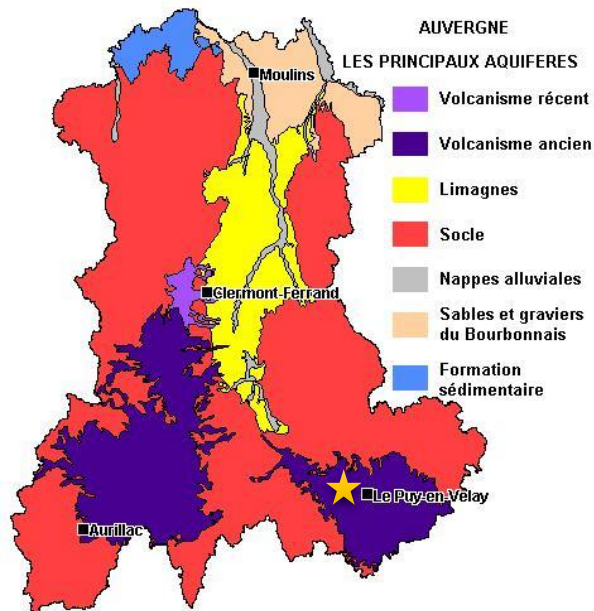 AUVERGNE
LES PRINCIPAUX AQUIFERES
Moulins
Volcanisme récent
Volcanisme ancien
Limagnes
Socle
Nappes alluviales
Clermont-Ferrand
Sables et graviers
du Bourbonnais
Formation
sédimentaire
Le Puy-en-Velay
Aurillac